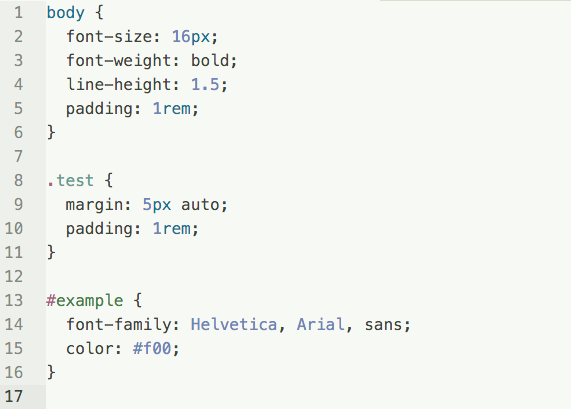 1 body {
2   font-size: 16px;
3   font-weight: bold;
4   line-height: 1.5;
5   padding: 1rem;
6 }
7
8 .test {
9   margin: 5px auto;
10   padding: 1rem;
11 }
12
13 #example {
14   font-family: Helvetica, Arial, sans;
15   color: #f00;
16 }
17